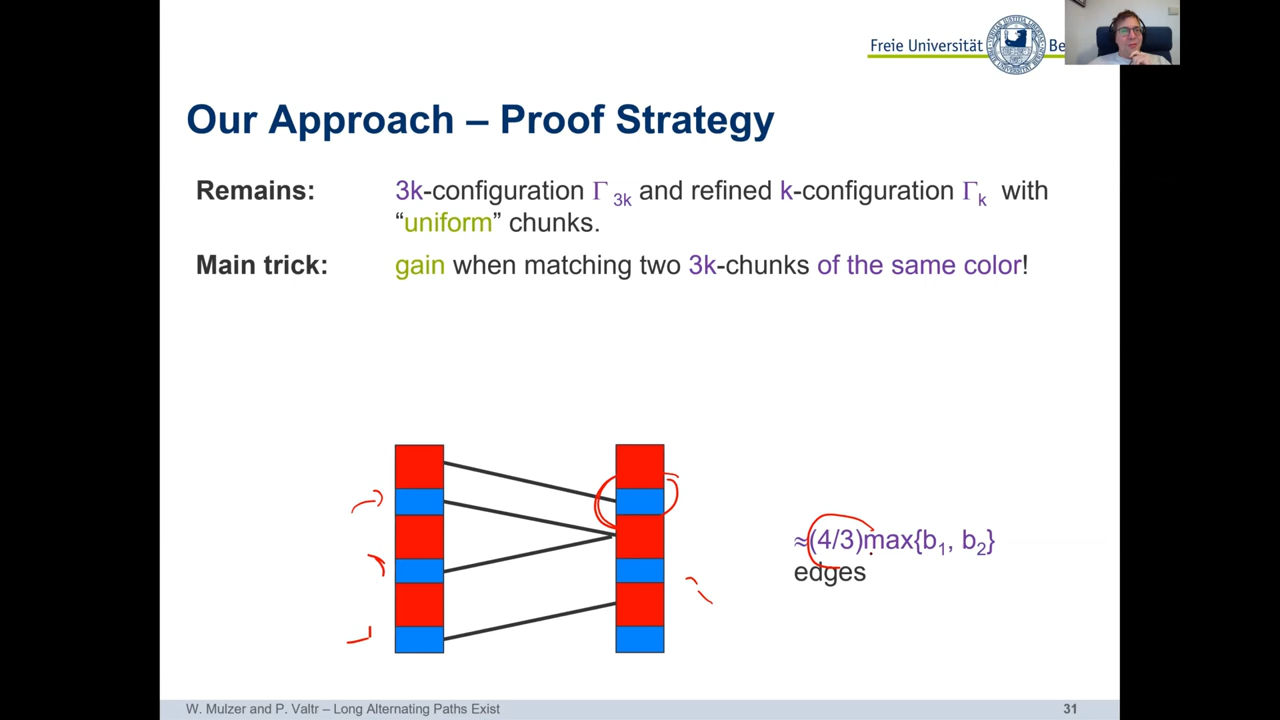 Freie Universität Be
Our Approach – Proof Strategy
Remains: 3k-configuration Γ 3k and refined k-configuration Γk with
“uniform” chunks.
Main trick: gain when matching two 3k-chunks of the same color!
≈(4/3)max{b1, b2}
edges
W. Mulzer and P. Valtr – Long Alternating Paths Exist 31